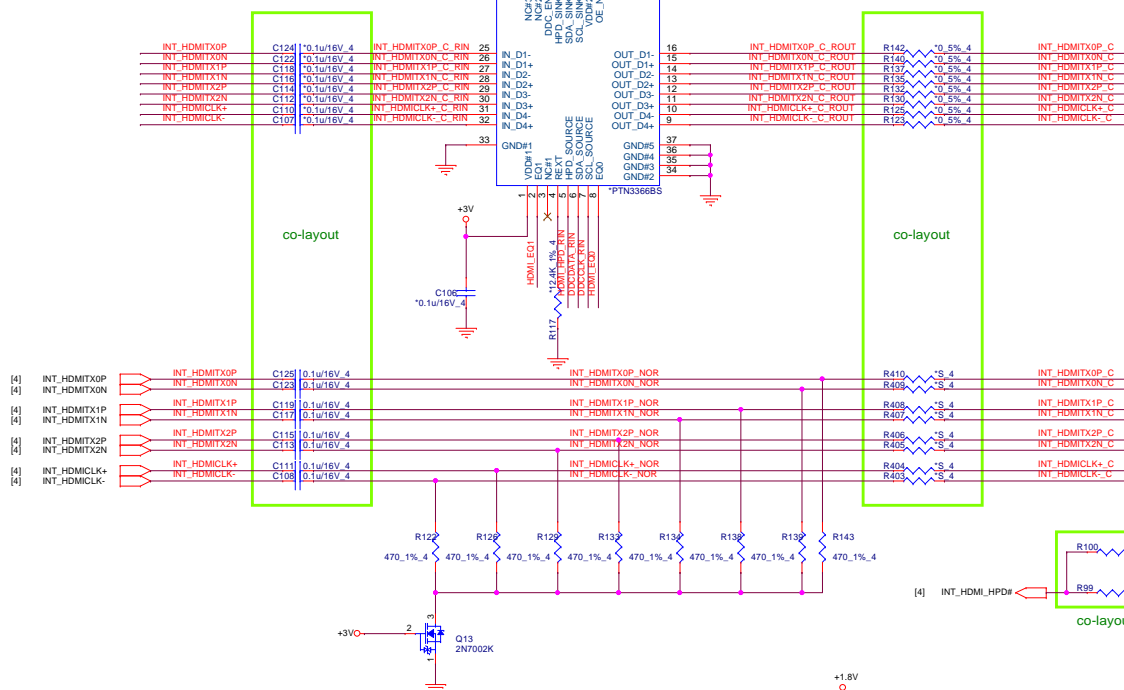 NC#3
NC#2
DDC_EN
HPD_SINK
SDA_SINK
SCL_SINK
VDD#2
OE_N
INT_HDMITX0P C124 *0.1u/16V_4 INT_HDMITX0P_C_RIN 25 IN_D1- OUT_D1- 16 INT_HDMITX0P_C_ROUT R142 *0_5%_4 INT_HDMITX0P_C
INT_HDMITX0N C122 *0.1u/16V_4 INT_HDMITX0N_C_RIN 26 IN_D1+ OUT_D1+ 15 INT_HDMITX0N_C_ROUT R140 *0_5%_4 INT_HDMITX0N_C
INT_HDMITX1P C118 *0.1u/16V_4 INT_HDMITX1P_C_RIN 27 IN_D2- OUT_D2- 14 INT_HDMITX1P_C_ROUT R137 *0_5%_4 INT_HDMITX1P_C
INT_HDMITX1N C116 *0.1u/16V_4 INT_HDMITX1N_C_RIN 28 IN_D2+ OUT_D2+ 13 INT_HDMITX1N_C_ROUT R135 *0_5%_4 INT_HDMITX1N_C
INT_HDMITX2P C114 *0.1u/16V_4 INT_HDMITX2P_C_RIN 29 IN_D3- OUT_D3- 12 INT_HDMITX2P_C_ROUT R132 *0_5%_4 INT_HDMITX2P_C
INT_HDMITX2N C112 *0.1u/16V_4 INT_HDMITX2N_C_RIN 30 IN_D3+ OUT_D3+ 11 INT_HDMITX2N_C_ROUT R130 *0_5%_4 INT_HDMITX2N_C
INT_HDMICLK+ C110 *0.1u/16V_4 INT_HDMICLK+_C_RIN 31 IN_D4- OUT_D4- 10 INT_HDMICLK+_C_ROUT R125 *0_5%_4 INT_HDMICLK+_C
INT_HDMICLK- C107 *0.1u/16V_4 INT_HDMICLK-_C_RIN 32 IN_D4+ OUT_D4+ 9 INT_HDMICLK-_C_ROUT R123 *0_5%_4 INT_HDMICLK-_C
33 GND#1 GND#5 37
GND#4 36
GND#3 35
GND#2 34
VDD#1
EQ1
NC#1
REXT
HPD_SOURCE
SDA_SOURCE
SCL_SOURCE
EQ0
*PTN3366BS
1 2 3 4 5 6 7 8
+3V
co-layout
co-layout
HDMI_EQ1
*12.4K_1%_4
HDMI_HPD_RIN
DDCDATA_RIN
DDCCLK_RIN
HDMI_EQ0
C106
*0.1u/16V_4
R117
[4] INT_HDMITX0P INT_HDMITX0P C125 0.1u/16V_4 INT_HDMITX0P_NOR R410 *S_4 INT_HDMITX0P_C
[4] INT_HDMITX0N INT_HDMITX0N C123 0.1u/16V_4 INT_HDMITX0N_NOR R409 *S_4 INT_HDMITX0N_C
[4] INT_HDMITX1P INT_HDMITX1P C119 0.1u/16V_4 INT_HDMITX1P_NOR R408 *S_4 INT_HDMITX1P_C
[4] INT_HDMITX1N INT_HDMITX1N C117 0.1u/16V_4 INT_HDMITX1N_NOR R407 *S_4 INT_HDMITX1N_C
[4] INT_HDMITX2P INT_HDMITX2P C115 0.1u/16V_4 INT_HDMITX2P_NOR R406 *S_4 INT_HDMITX2P_C
[4] INT_HDMITX2N INT_HDMITX2N C113 0.1u/16V_4 INT_HDMITX2N_NOR R405 *S_4 INT_HDMITX2N_C
[4] INT_HDMICLK+ INT_HDMICLK+ C111 0.1u/16V_4 INT_HDMICLK+_NOR R404 *S_4 INT_HDMICLK+_C
[4] INT_HDMICLK- INT_HDMICLK- C108 0.1u/16V_4 INT_HDMICLK-_NOR R403 *S_4 INT_HDMICLK-_C
R122 R126 R129 R133 R134 R138 R139 R143
470_1%_4 470_1%_4 470_1%_4 470_1%_4 470_1%_4 470_1%_4 470_1%_4 470_1%_4
R100
[4] INT_HDMI_HPD# R99
co-layou
3
+3V 2
Q13
2N7002K
1
+1.8V